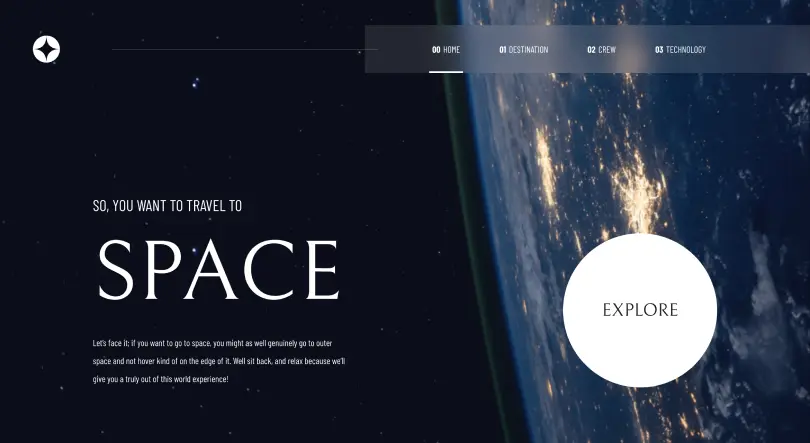 00 HOME 01 DESTINATION 02 CREW 03 TECHNOLOGY
SO, YOU WANT TO TRAVEL TO
SPACE
Let's face it; if you want to go to space, you might as well genuinely go to outer
space and not hover kind of on the edge of it. Well sit back, and relax because we'll
give you a truly out of this world experience!
EXPLORE